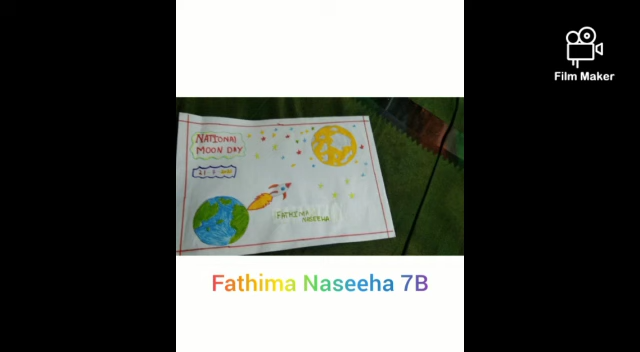 NATIONAL
MOON DAY
FATHIMA
NASEEHA
Fathima Naseeha 7B
Film Maker